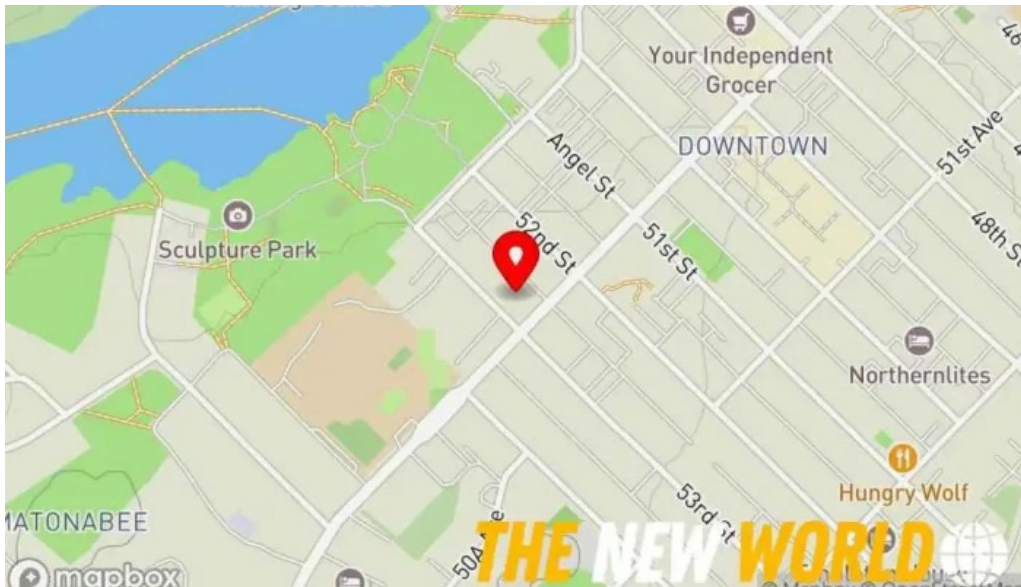 Your Independent
Grocer
46
DOWNTOWN
51st Ave
Angel St
52nd St
51st St
48th St
Sculpture Park
Northernlites
Hungry Wolf
53rd St
50A Ave
MATONABEE
THE NEW WORLD
mapbox